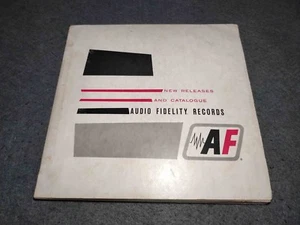 NEW RELEASES
AND CATALOGUE
AUDIO FIDELITY RECORDS
AF